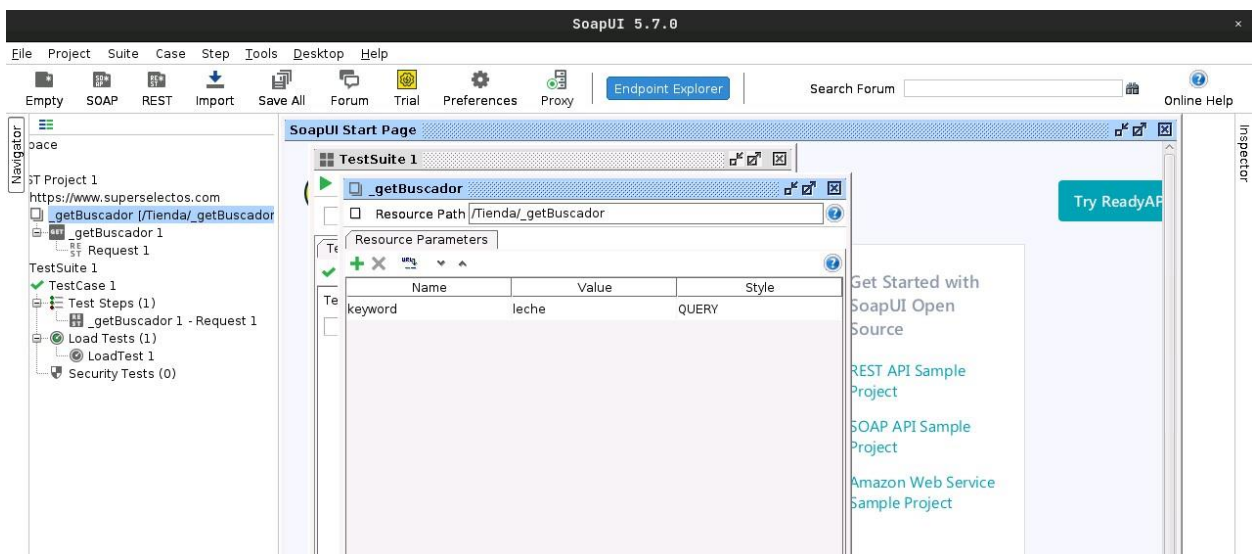 SoapUI 5.7.0
File Project Suite Case Step Tools Desktop Help
Empty SOAP REST Import Save All Forum Trial Preferences Proxy Endpoint Explorer Search Forum Online Help
Navigator
Inspector
pace
ST Project 1
https://www.superselectos.com
_getBuscador [/Tienda/_getBuscador
GET _getBuscador 1
REST Request 1
TestSuite 1
TestCase 1
Test Steps (1)
_getBuscador 1 - Request 1
Load Tests (1)
LoadTest 1
Security Tests (0)
SoapUI Start Page
TestSuite 1
Te
Te
_getBuscador
Resource Path /Tienda/_getBuscador
Resource Parameters
Name Value Style
keyword leche QUERY
Try ReadyAP
Get Started with
SoapUI Open
Source
REST API Sample
Project
SOAP API Sample
Project
Amazon Web Service
Sample Project